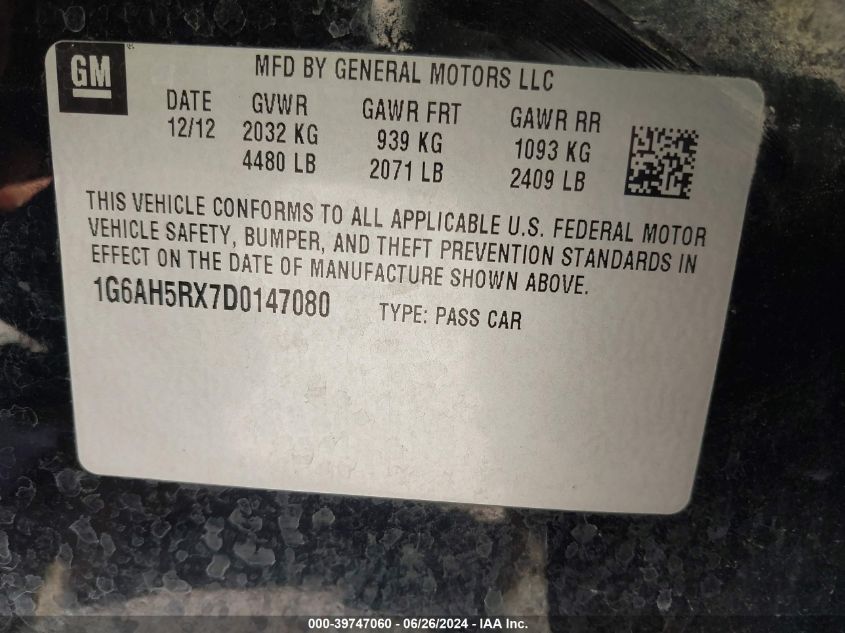 GM
MFD BY GENERAL MOTORS LLC
DATE GVWR GAWR FRT GAWR RR
12/12 2032 KG 939 KG 1093 KG
4480 LB 2071 LB 2409 LB
THIS VEHICLE CONFORMS TO ALL APPLICABLE U.S. FEDERAL MOTOR
VEHICLE SAFETY, BUMPER, AND THEFT PREVENTION STANDARDS IN
EFFECT ON THE DATE OF MANUFACTURE SHOWN ABOVE.
1G6AH5RX7D0147080 TYPE: PASS CAR
000-39747060 - 06/26/2024 - IAA Inc.